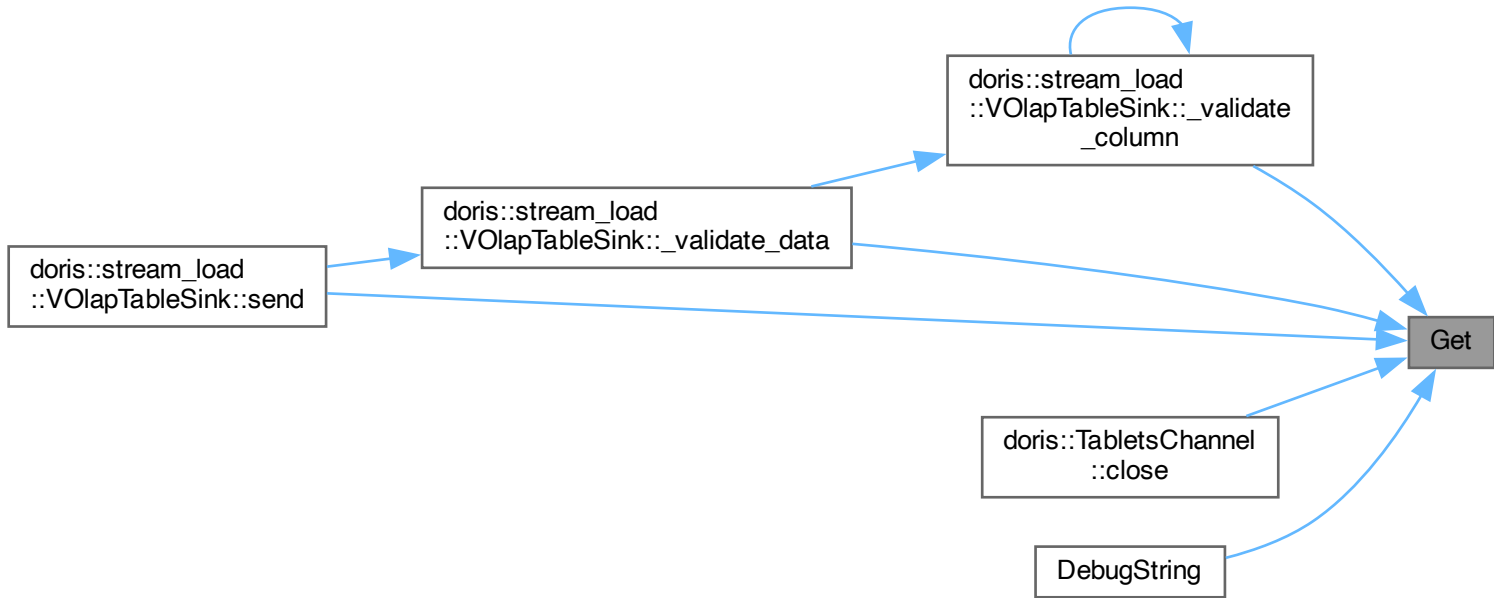 doris::stream_load
::VOlapTableSink::_validate
_column
doris::stream_load
::VOlapTableSink::_validate_data
doris::stream_load
::VOlapTableSink::send
Get
doris::TabletsChannel
::close
DebugString